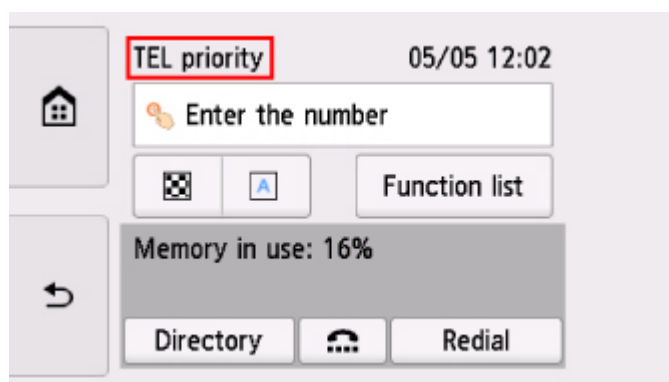 TEL priority 05/05 12:02
Enter the number
A Function list
Memory in use: 16%
Directory Redial